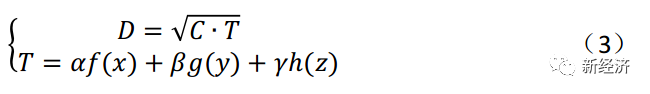 D = √C · T
T = αf(x) + βg(y) + γh(z)
（3）
新经济